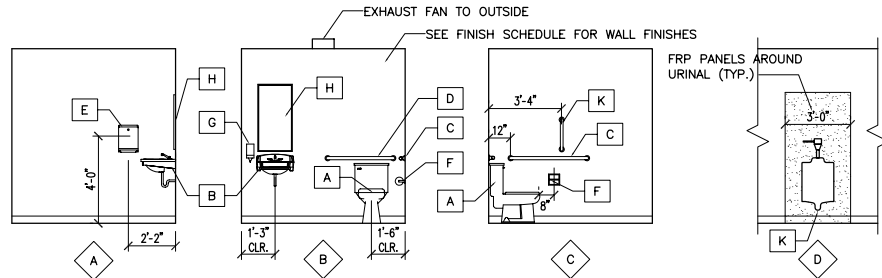 EXHAUST FAN TO OUTSIDE
SEE FINISH SCHEDULE FOR WALL FINISHES
FRP PANELS AROUND
URINAL (TYP.)
E
H
G
H
D
C
F
A
B
3'-4"
K
12"
C
A
F
8"
3'-0"
K
4'-0"
2'-2"
1'-3"
CLR.
1'-6"
CLR.
A
B
C
D